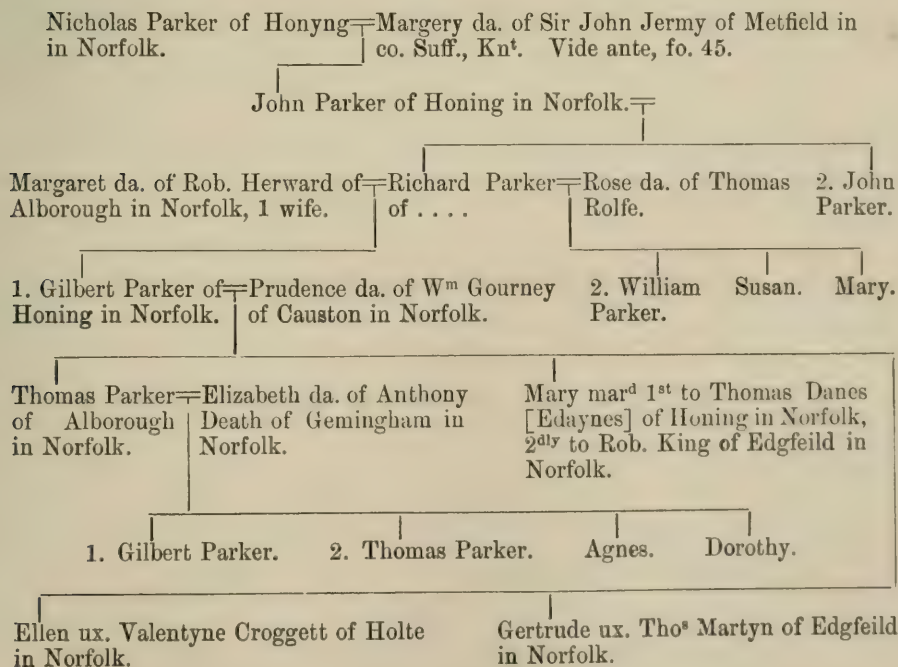 Nicholas Parker of Honyng Margery da. of Sir John Jermy of Metfield in
in Norfolk. co. Suff., Knᵗ. Vide ante, fo. 45.
John Parker of Honing in Norfolk.
Margaret da. of Rob. Herward of Richard Parker Rose da. of Thomas 2. John
Alborough in Norfolk, 1 wife. of . . . . Rolfe. Parker.
1. Gilbert Parker of Prudence da. of Wᵐ Gourney 2. William Susan. Mary.
Honing in Norfolk. of Causton in Norfolk. Parker.
Thomas Parker Elizabeth da. of Anthony Mary marᵈ 1ˢᵗ to Thomas Danes
of Alborough Death of Gemingham in [Edaynes] of Honing in Norfolk,
in Norfolk. Norfolk. 2ᵈˡʸ to Rob. King of Edgfeild in
Norfolk.
1. Gilbert Parker. 2. Thomas Parker. Agnes. Dorothy.
Ellen ux. Valentyne Croggett of Holte Gertrude ux. Thoˢ Martyn of Edgfeild
in Norfolk. in Norfolk.